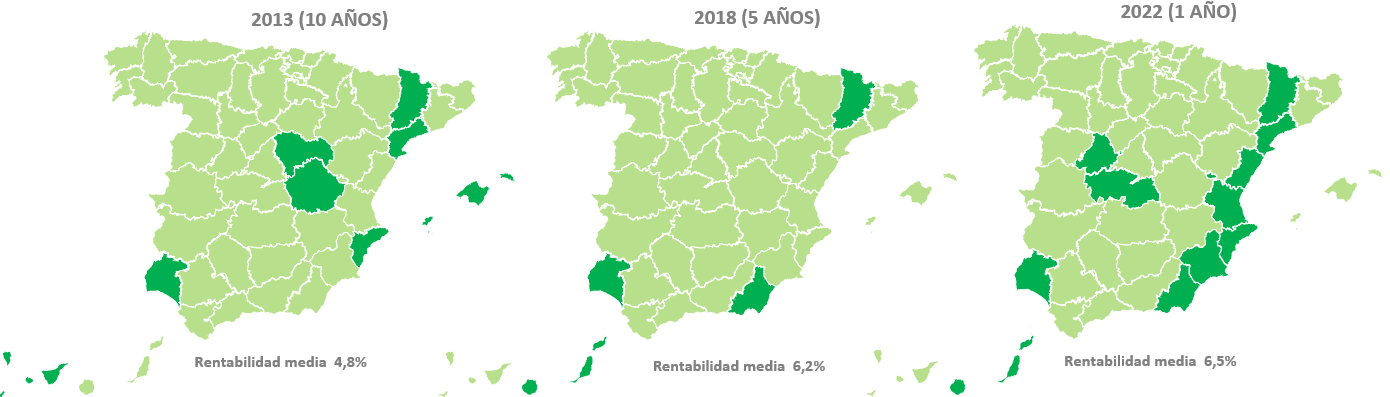 2013 (10 AÑOS)
2018 (5 AÑOS)
2022 (1 AÑO)
Rentabilidad media 4,8%
Rentabilidad media 6,2%
Rentabilidad media 6,5%